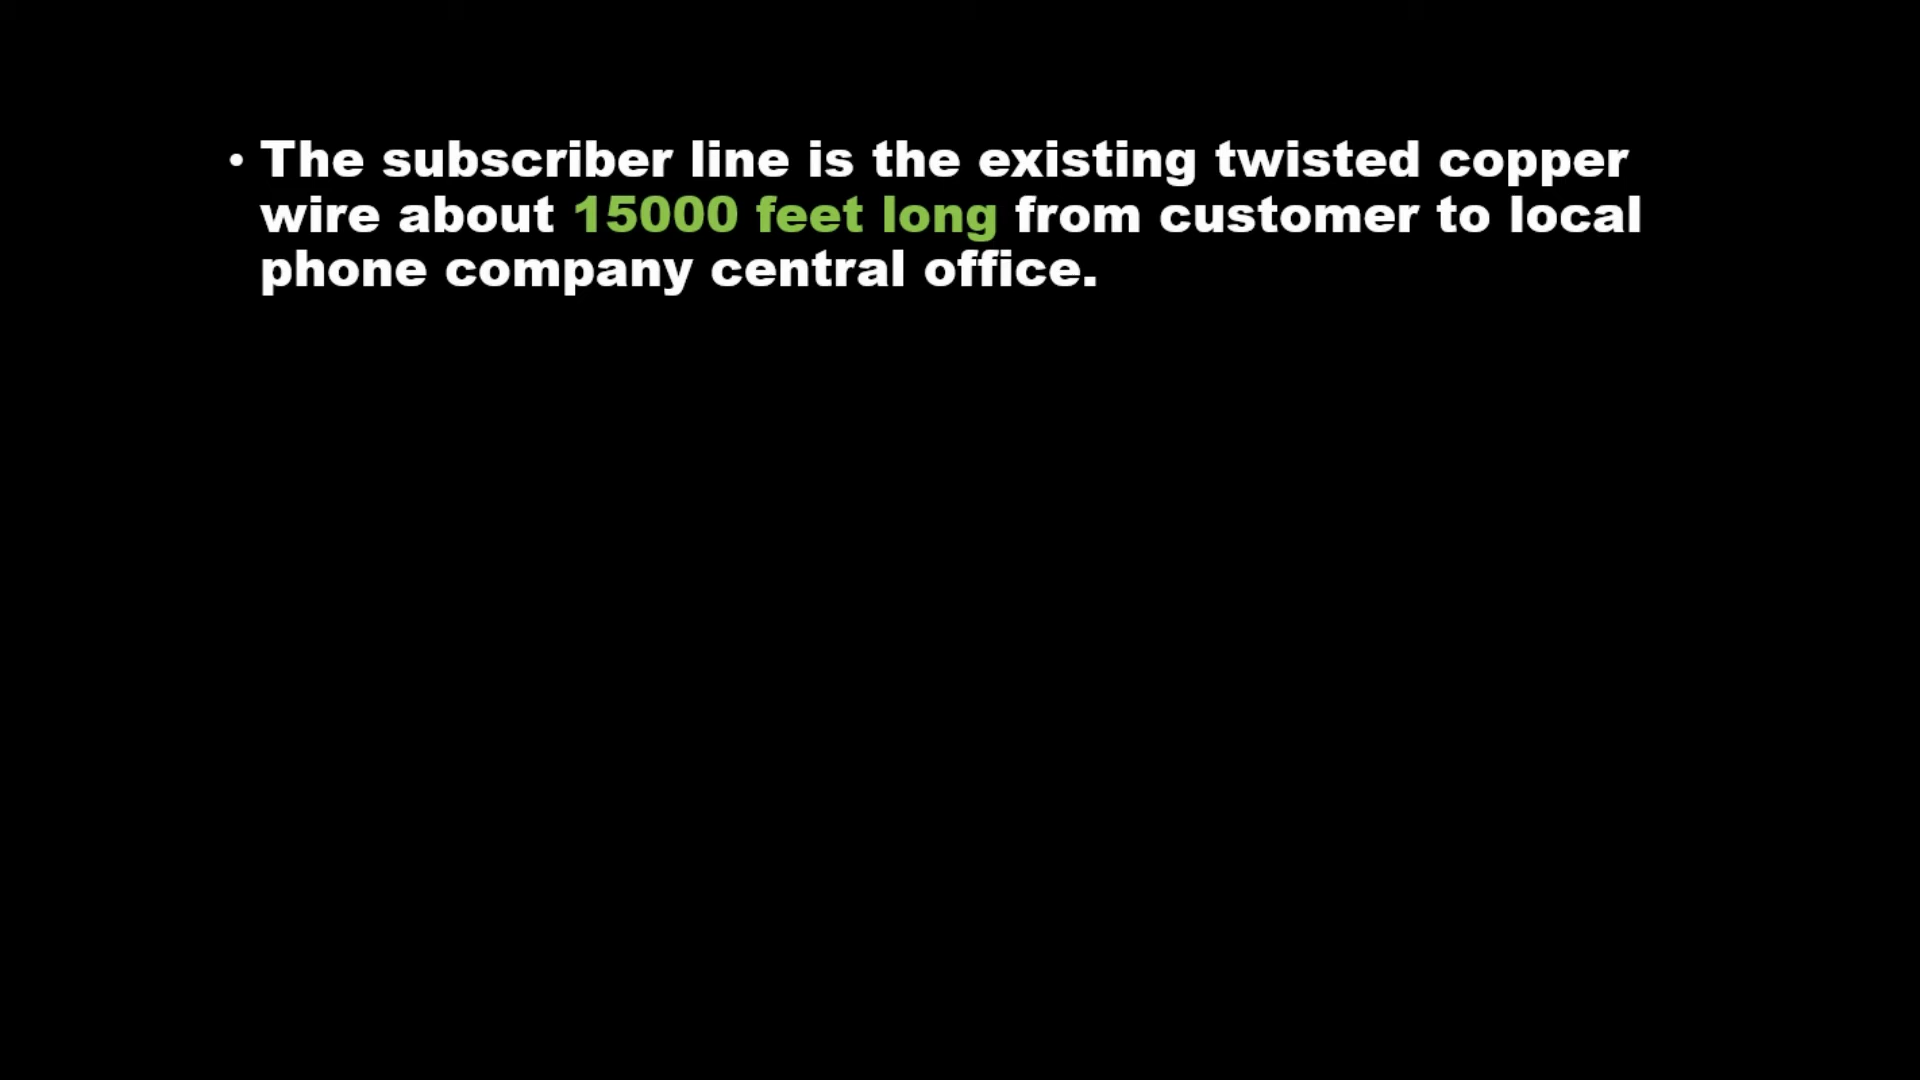 • The subscriber line is the existing twisted copper
wire about 15000 feet long from customer to local
phone company central office.